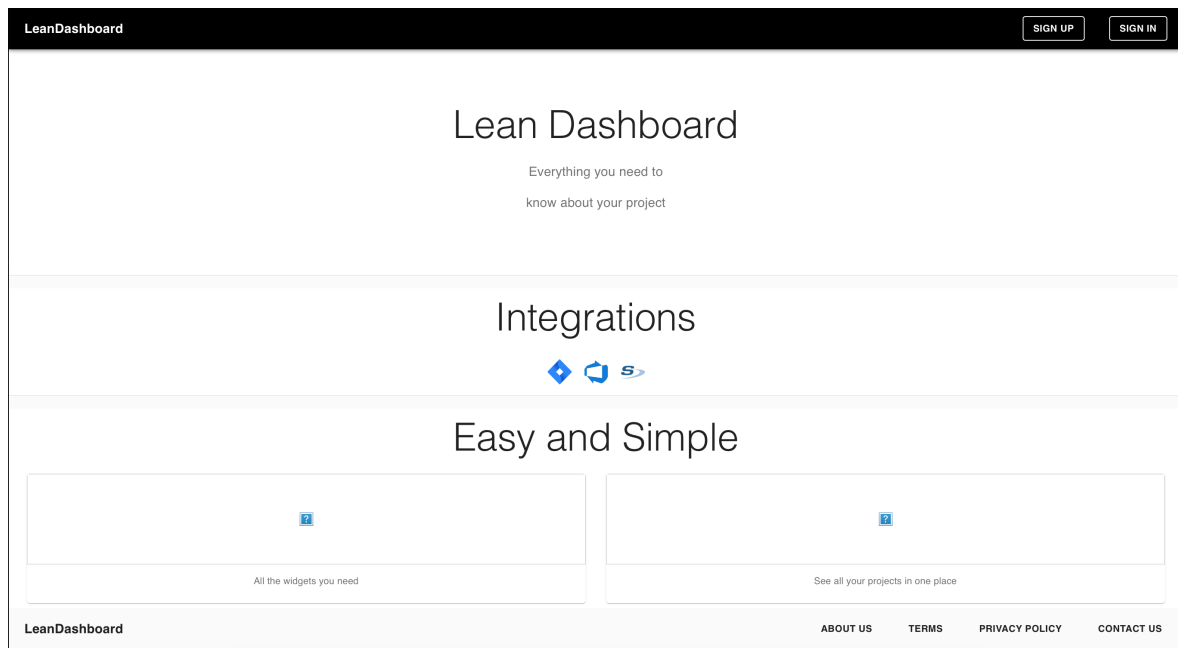 LeanDashboard
SIGN UP
SIGN IN
Lean Dashboard
Everything you need to
know about your project
Integrations
S
Easy and Simple
?
?
All the widgets you need
See all your projects in one place
LeanDashboard
ABOUT US
TERMS
PRIVACY POLICY
CONTACT US